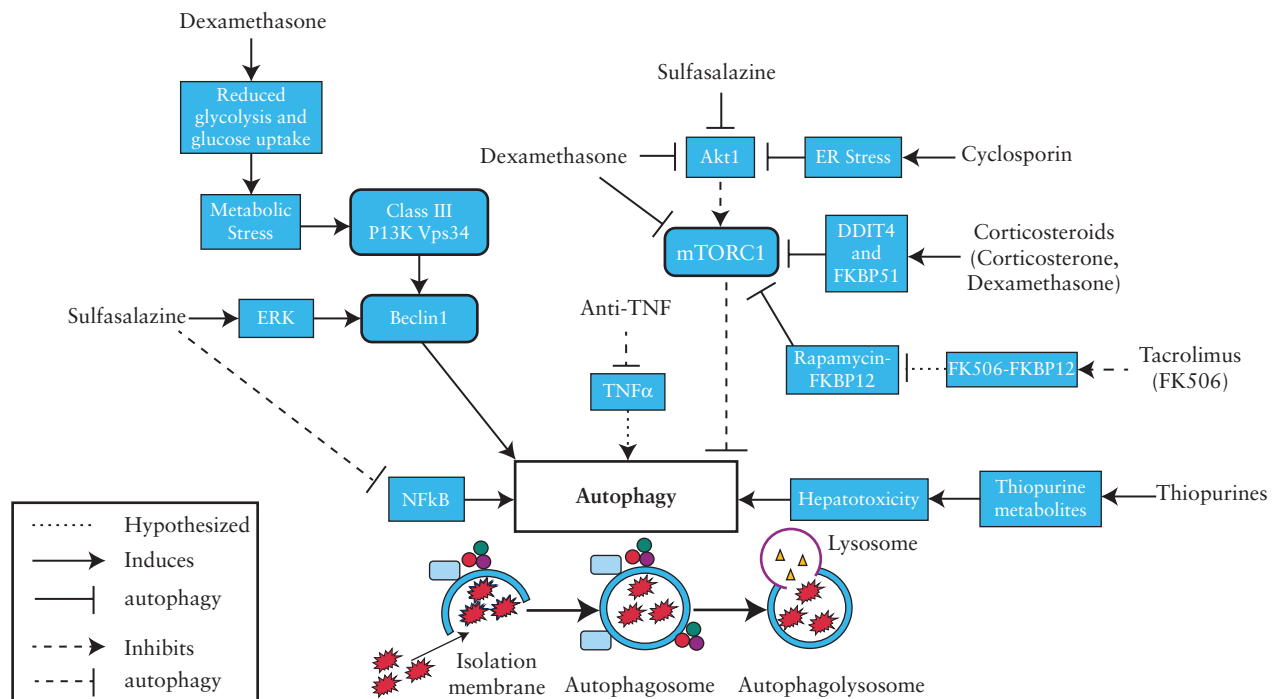 Dexamethasone
Reduced
glycolysis and
glucose uptake
Metabolic
Stress
Class III
P13K Vps34
Sulfasalazine
ERK
Beclin1
NFkB
Sulfasalazine
Dexamethasone
Akt1
ER Stress
Cyclosporin
mTORC1
DDIT4
and
FKBP51
Corticosteroids
(Corticosterone,
Dexamethasone)
Anti-TNF
TNFα
Rapamycin-
FKBP12
FK506-FKBP12
Tacrolimus
(FK506)
Autophagy
Hepatotoxicity
Thiopurine
metabolites
Thiopurines
Hypothesized
Induces
autophagy
Inhibits
autophagy
Isolation
membrane
Autophagosome
Lysosome
Autophagolysosome